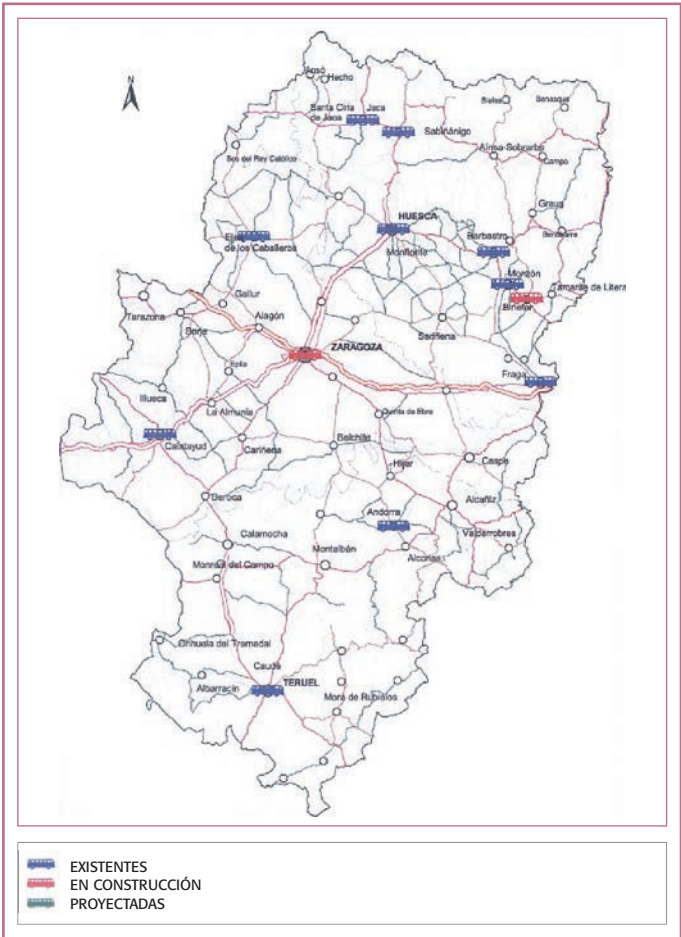 N
Ansó
Hecho
Santa Cilia
de Jaca
Jaca
Sabiñánigo
Bielsa
Benasque
Aínsa-Sobrarbe
Campo
Sos del Rey Católico
Graus
HUESCA
Barbastro
Benabarre
Monflorite
de los Caballeros
Monzón
Tamarite de Litera
Binéfar
Gallur
Tarazona
Borja
Alagón
Sariñena
ZARAGOZA
Fraga
Epila
Illueca
La Almunia
Quinto de Ebro
Calatayud
Cariñena
Belchite
Caspe
Hijar
Daroca
Alcañiz
Andorra
Calamocha
Valderrobres
Montalbán
Alcorisa
Monreal del Campo
Orihuela del Tremedal
Caudé
Albarracín
TERUEL
Mora de Rubielos
EXISTENTES
EN CONSTRUCCIÓN
PROYECTADAS